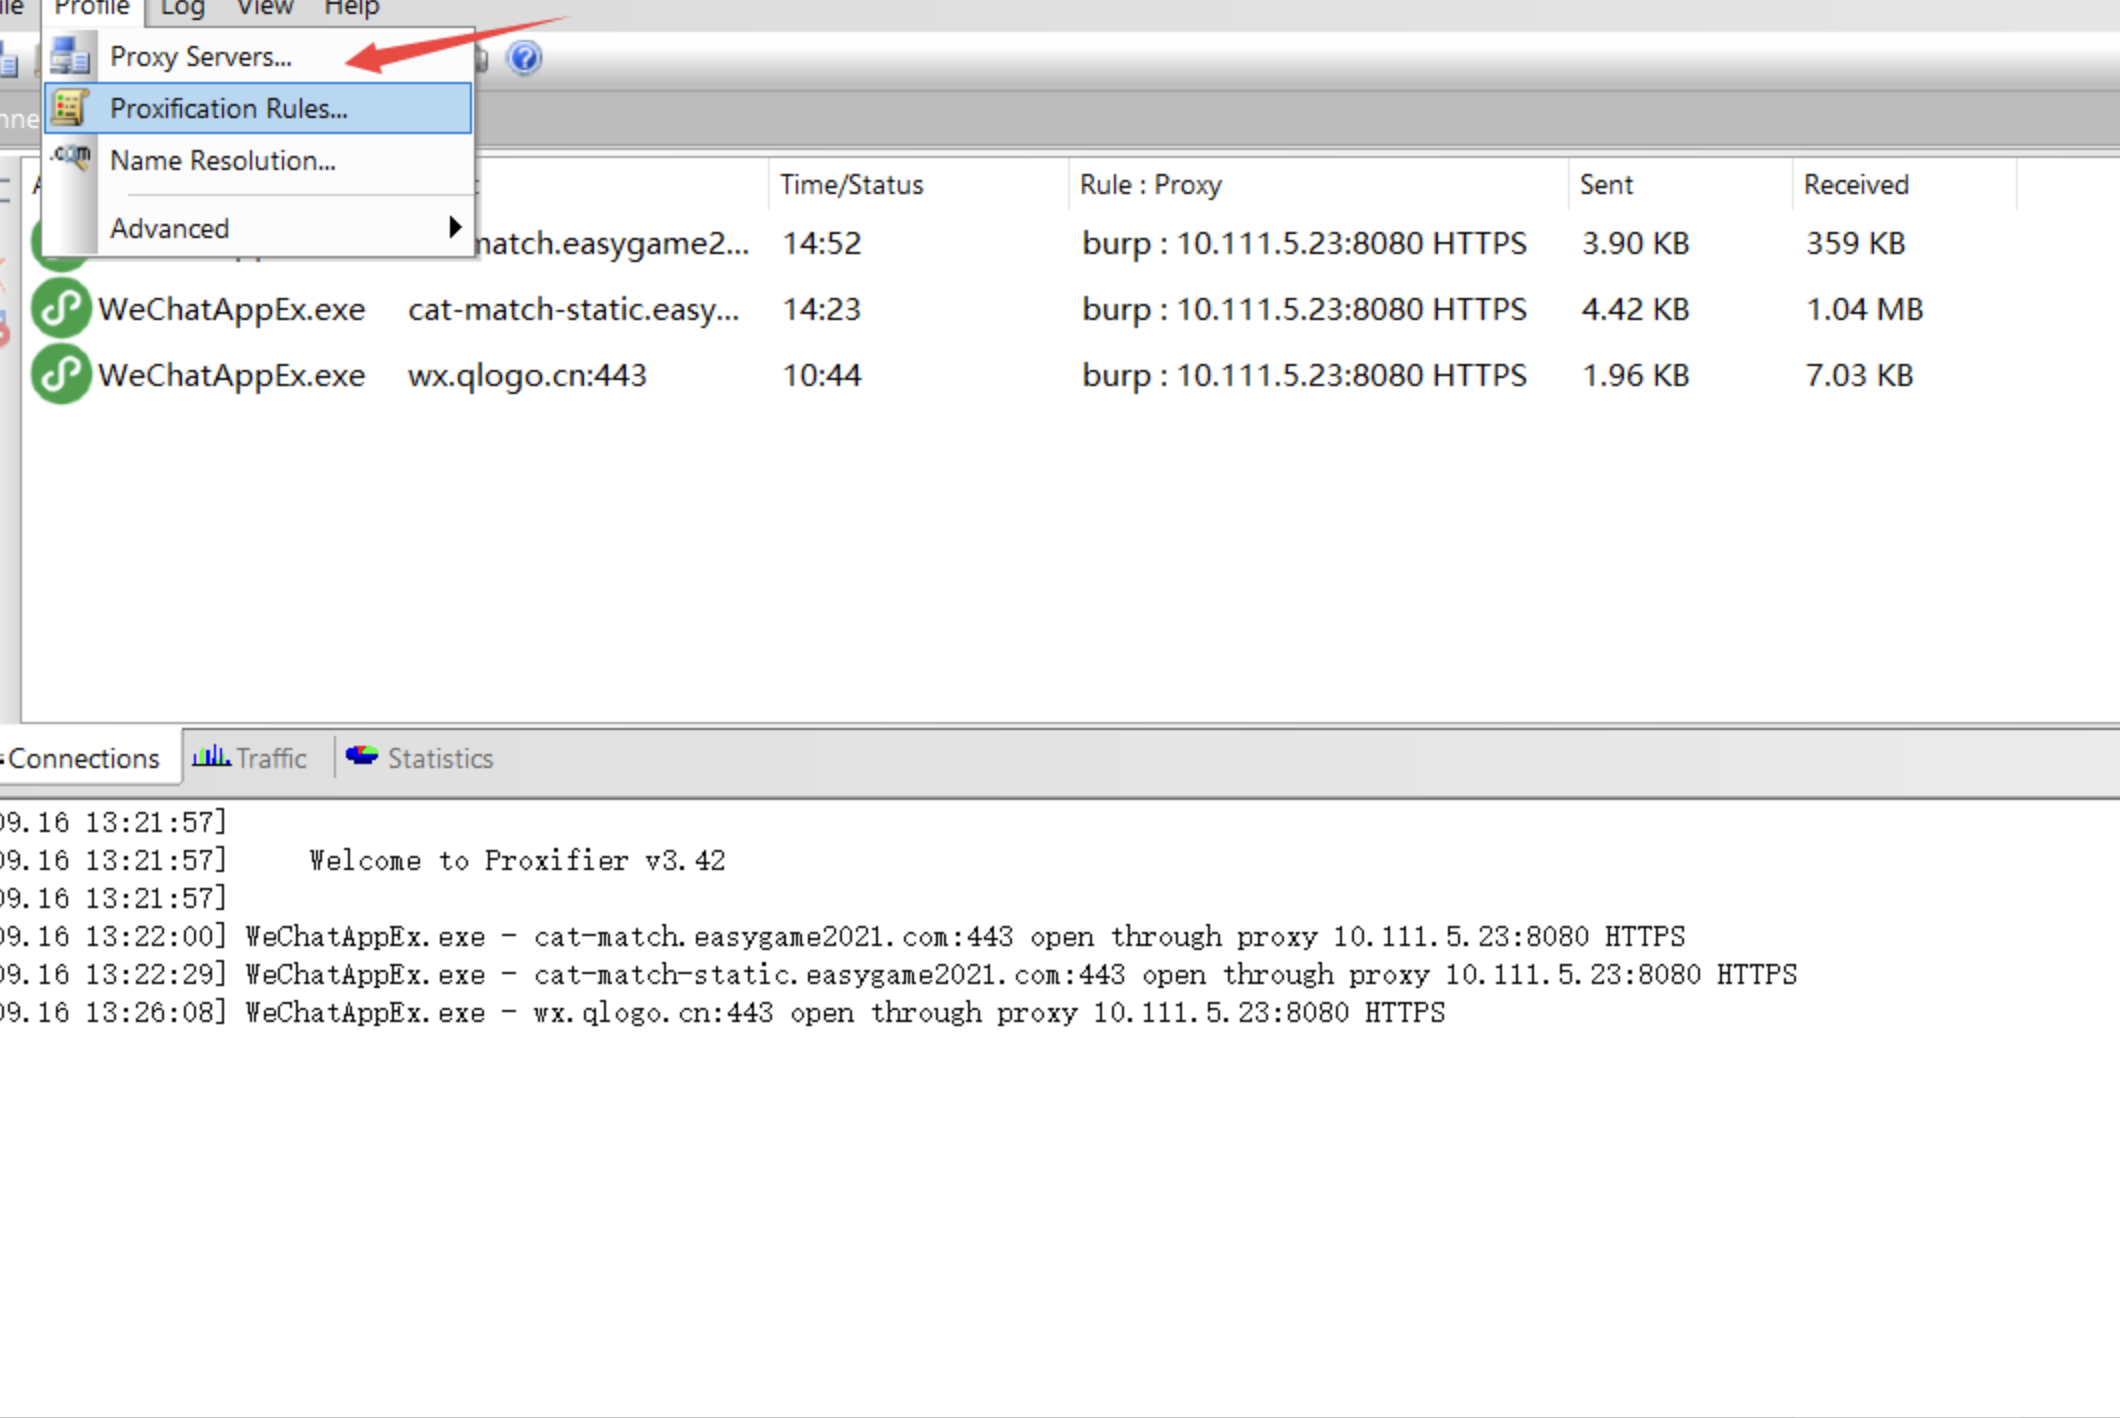 Profile Log View Help
Proxy Servers...
Proxification Rules...
Name Resolution...
Advanced
Time/Status Rule : Proxy Sent Received
match.easygame2... 14:52 burp : 10.111.5.23:8080 HTTPS 3.90 KB 359 KB
WeChatAppEx.exe cat-match-static.easy... 14:23 burp : 10.111.5.23:8080 HTTPS 4.42 KB 1.04 MB
WeChatAppEx.exe wx.qlogo.cn:443 10:44 burp : 10.111.5.23:8080 HTTPS 1.96 KB 7.03 KB
Connections Traffic Statistics
09.16 13:21:57]
09.16 13:21:57] Welcome to Proxifier v3.42
09.16 13:21:57]
09.16 13:22:00] WeChatAppEx.exe - cat-match.easygame2021.com:443 open through proxy 10.111.5.23:8080 HTTPS
09.16 13:22:29] WeChatAppEx.exe - cat-match-static.easygame2021.com:443 open through proxy 10.111.5.23:8080 HTTPS
09.16 13:26:08] WeChatAppEx.exe - wx.qlogo.cn:443 open through proxy 10.111.5.23:8080 HTTPS